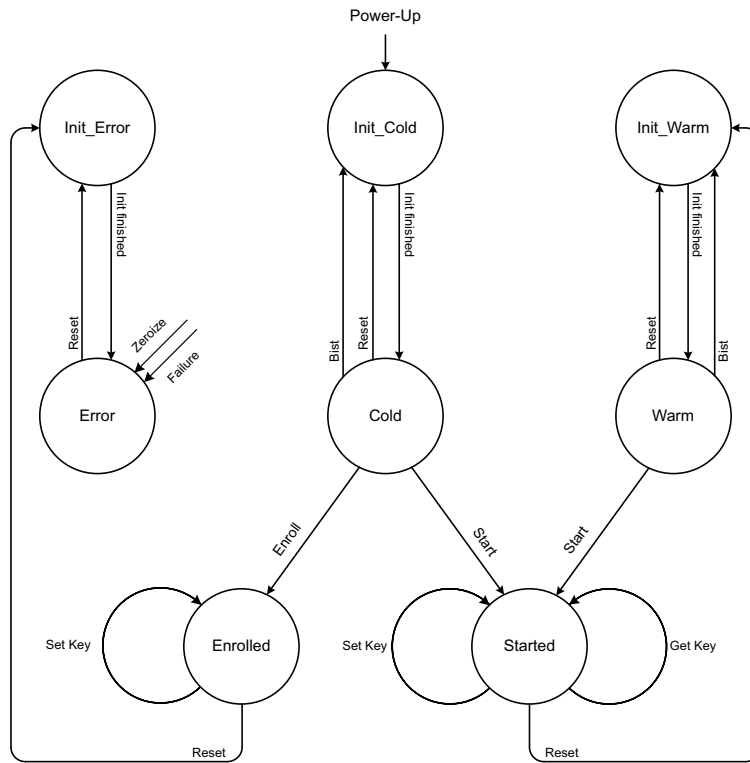 Power-Up
Init_Error
Init_Cold
Init_Warm
Init finished
Init finished
Init finished
Reset
Zeroize
Failure
Bist
Reset
Reset
Bist
Error
Cold
Warm
Enroll
Start
Start
Set Key
Enrolled
Set Key
Started
Get Key
Reset
Reset